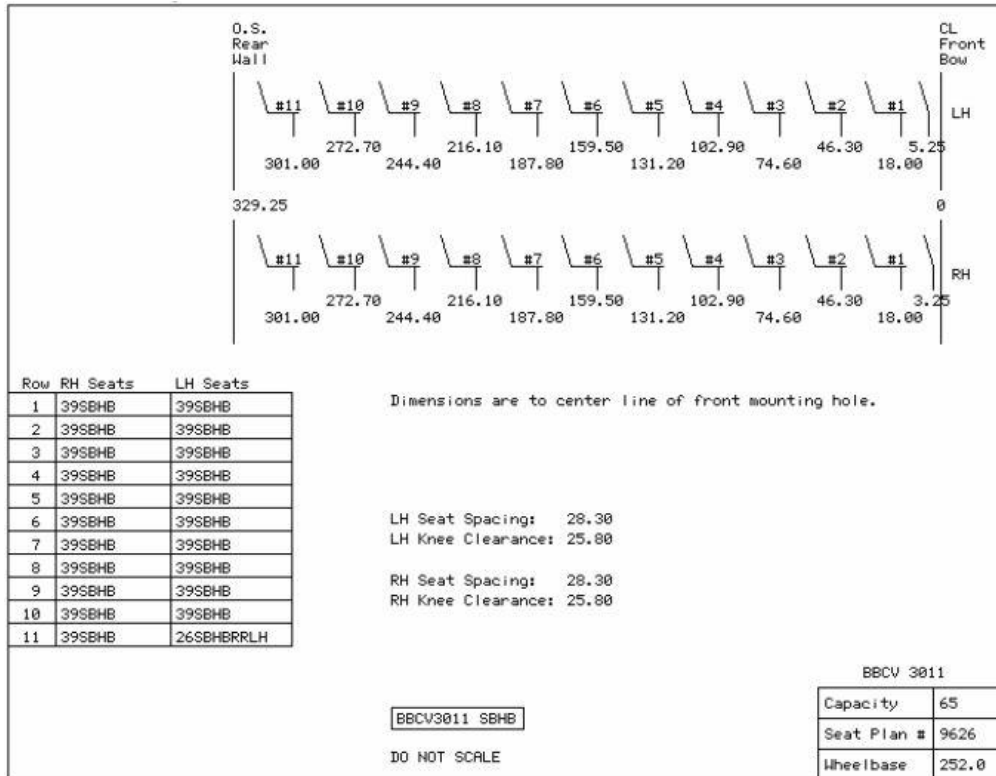 O.S. Rear Wall
CL Front Bow
#11 #10 #9 #8 #7 #6 #5 #4 #3 #2 #1 LH
272.70 216.10 159.50 102.90 46.30 5.25
301.00 244.40 187.80 131.20 74.60 18.00
329.25 0
#11 #10 #9 #8 #7 #6 #5 #4 #3 #2 #1 RH
272.70 216.10 159.50 102.90 46.30 3.25
301.00 244.40 187.80 131.20 74.60 18.00
Row RH Seats LH Seats
1 39SBHB 39SBHB
2 39SBHB 39SBHB
3 39SBHB 39SBHB
4 39SBHB 39SBHB
5 39SBHB 39SBHB
6 39SBHB 39SBHB
7 39SBHB 39SBHB
8 39SBHB 39SBHB
9 39SBHB 39SBHB
10 39SBHB 39SBHB
11 39SBHB 26SBHBRRLH
Dimensions are to center line of front mounting hole.
LH Seat Spacing: 28.30
LH Knee Clearance: 25.80
RH Seat Spacing: 28.30
RH Knee Clearance: 25.80
BBCV3011 SBHB
DO NOT SCALE
BBCV 3011
Capacity 65
Seat Plan # 9626
Wheelbase 252.0